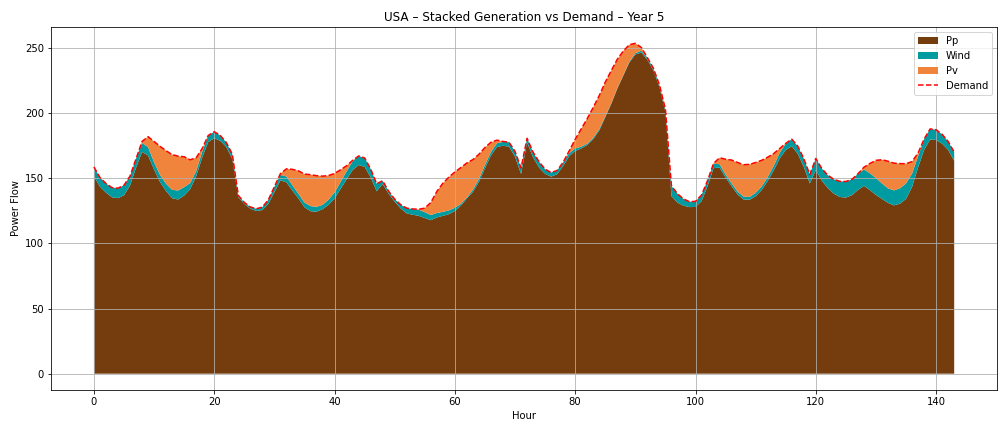 USA – Stacked Generation vs Demand – Year 5
Power Flow
250
200
150
100
50
0
Pp
Wind
Pv
Demand
0 20 40 60 80 100 120 140
Hour